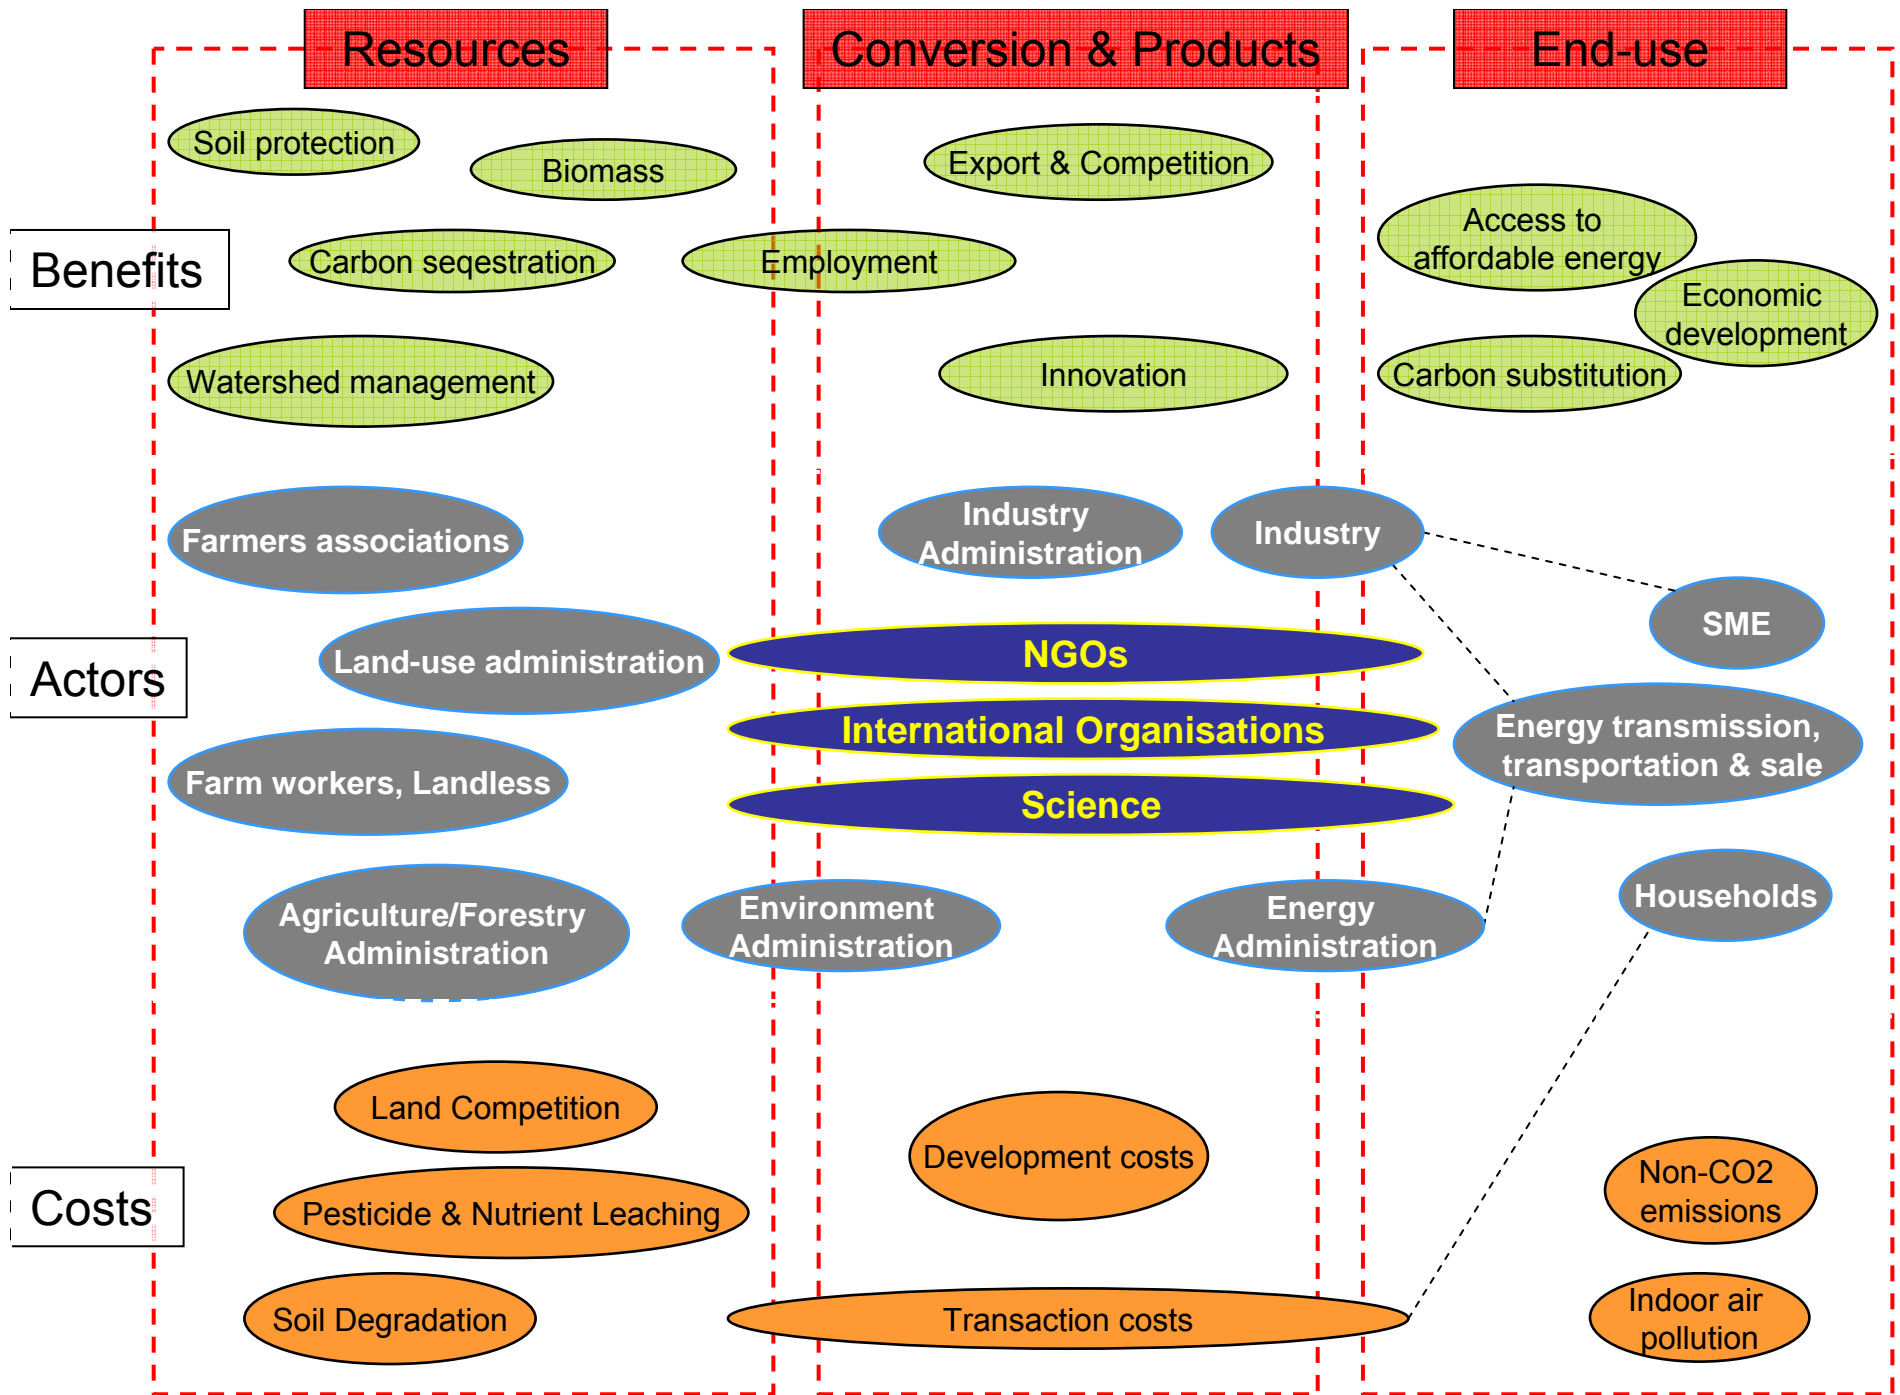 Resources
Conversion & Products
End-use
Benefits
Soil protection
Biomass
Export & Competition
Access to
affordable energy
Carbon seqestration
Employment
Economic
development
Watershed management
Innovation
Carbon substitution
Actors
Farmers associations
Industry
Administration
Industry
SME
Land-use administration
NGOs
International Organisations
Energy transmission,
transportation & sale
Farm workers, Landless
Science
Agriculture/Forestry
Administration
Environment
Administration
Energy
Administration
Households
Costs
Land Competition
Development costs
Non-CO2
emissions
Pesticide & Nutrient Leaching
Soil Degradation
Transaction costs
Indoor air
pollution